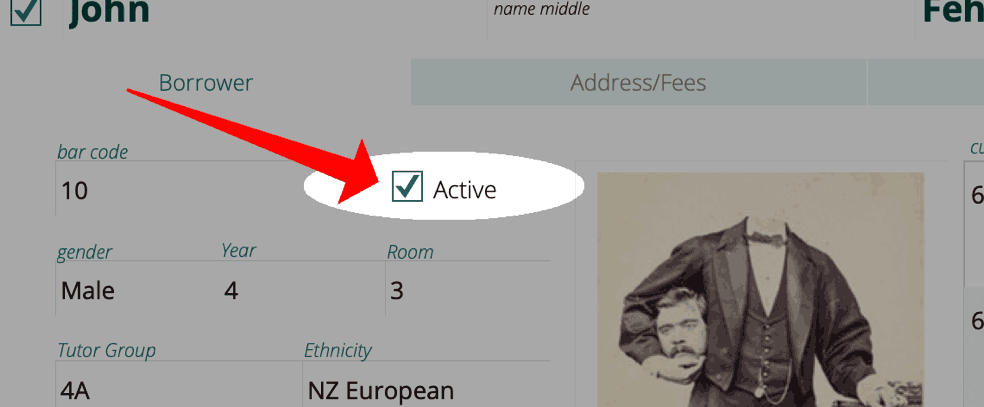 John name middle Feh
Borrower Address/Fees
bar code cu
10 Active 6
gender Year Room
Male 4 3 6
Tutor Group Ethnicity
4A NZ European